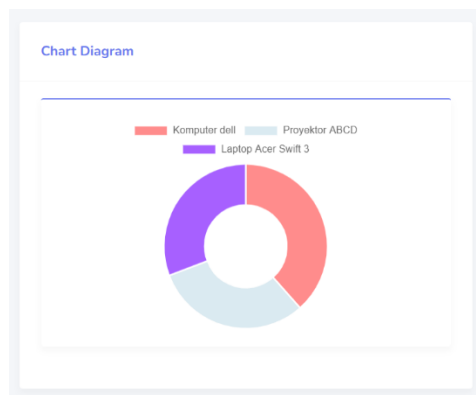 Chart Diagram
Komputer dell Proyektor ABCD
Laptop Acer Swift 3